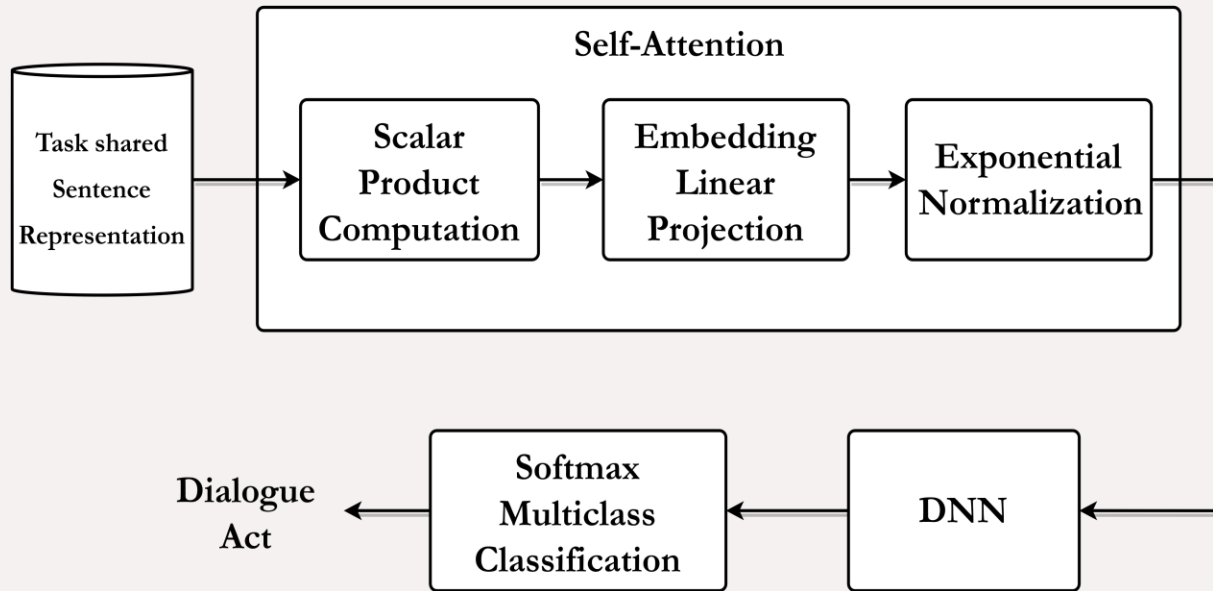 Self-Attention
Task shared
Sentence
Representation
Scalar
Product
Computation
Embedding
Linear
Projection
Exponential
Normalization
Dialogue
Act
Softmax
Multiclass
Classification
DNN